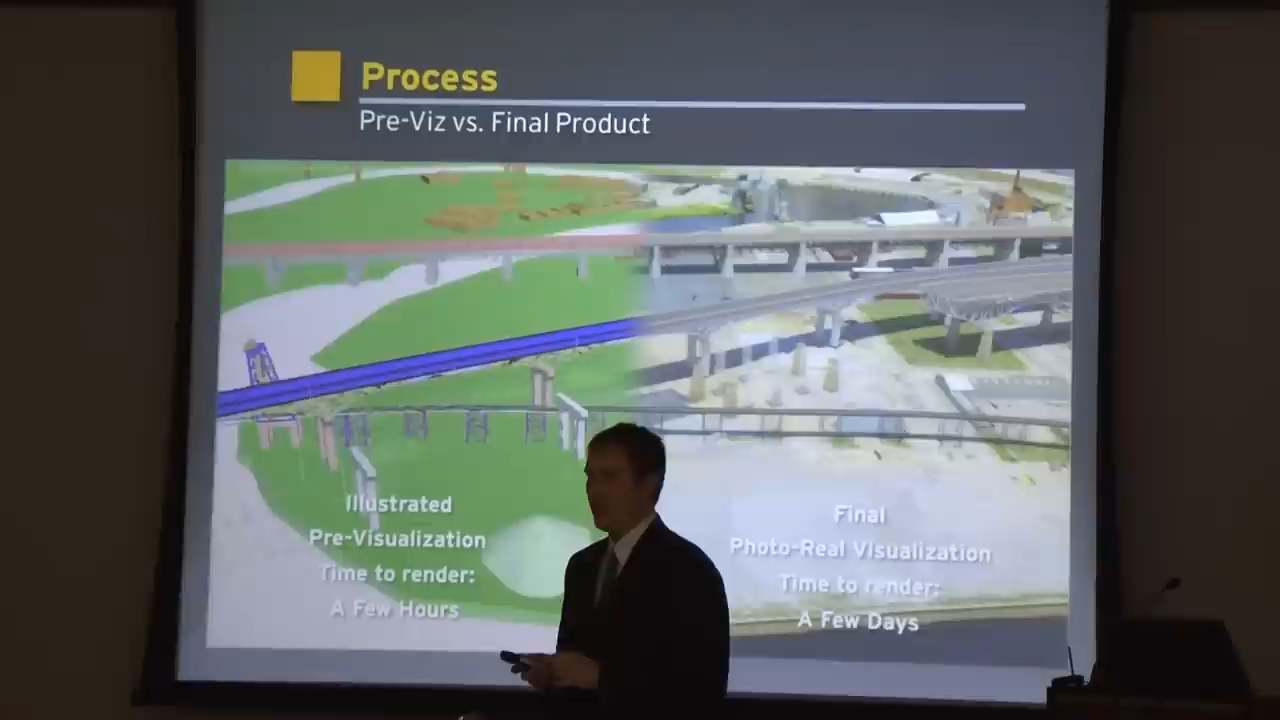 Process
Pre-Viz vs. Final Product
Illustrated
Pre-Visualization
Time to render:
A Few Hours
Final
Photo-Real Visualization
Time to render:
A Few Days